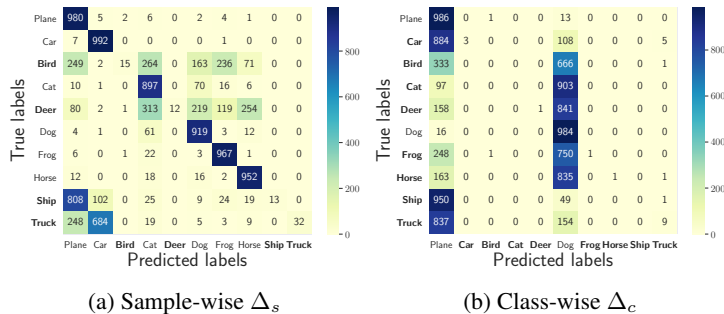 Plane 980 5 2 6 0 2 4 1 0 0
Car 7 992 0 0 0 0 1 0 0 0
Bird 249 2 15 264 0 163 236 71 0 0
Cat 10 1 0 897 0 70 16 6 0 0
Deer 80 2 1 313 12 219 119 254 0 0
Dog 4 0 1 61 0 919 3 12 0 0
Frog 6 0 1 22 0 3 967 1 0 0
Horse 12 0 0 18 0 16 2 952 0 0
Ship 808 102 0 25 0 9 24 19 13 0
Truck 248 684 0 19 0 5 3 9 0 32
Plane Car Bird Cat Deer Dog Frog Horse Ship Truck
True labels
Predicted labels
800
600
400
200
0
(a) Sample-wise Δs
Plane 986 0 1 0 0 13 0 0 0 0
Car 884 3 0 0 0 108 0 0 0 5
Bird 333 0 0 0 0 666 0 0 0 1
Cat 97 0 0 0 0 903 0 0 0 0
Deer 158 0 0 0 1 841 0 0 0 0
Dog 16 0 0 0 0 984 0 0 0 0
Frog 248 0 1 0 0 750 1 0 0 0
Horse 163 0 0 0 0 835 0 1 0 1
Ship 950 0 0 0 0 49 0 0 0 1
Truck 837 0 0 0 0 154 0 0 0 9
Plane Car Bird Cat Deer Dog Frog Horse Ship Truck
True labels
Predicted labels
800
600
400
200
0
(b) Class-wise Δc